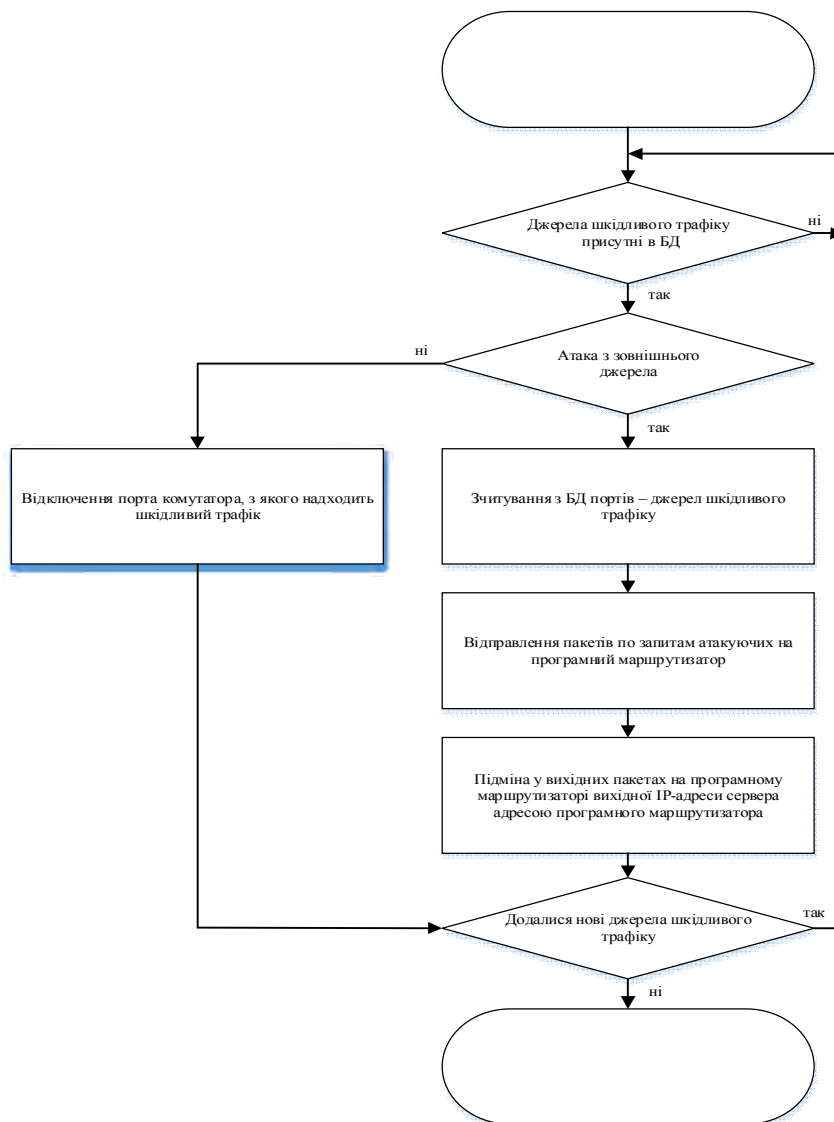 Джерела шкідливого трафіку
присутні в БД
ні
так
Атака з зовнішнього
джерела
ні
так
Відключення порта комутатора, з якого надходить
шкідливий трафік
Зчитування з БД портів – джерел шкідливого
трафіку
Відправлення пакетів по запитам атакуючих на
програмний маршрутизатор
Підміна у вихідних пакетах на програмному
маршрутизаторі вихідної IP-адреси сервера
адресою програмного маршрутизатора
Додалися нові джерела шкідливого
трафіку
так
ні